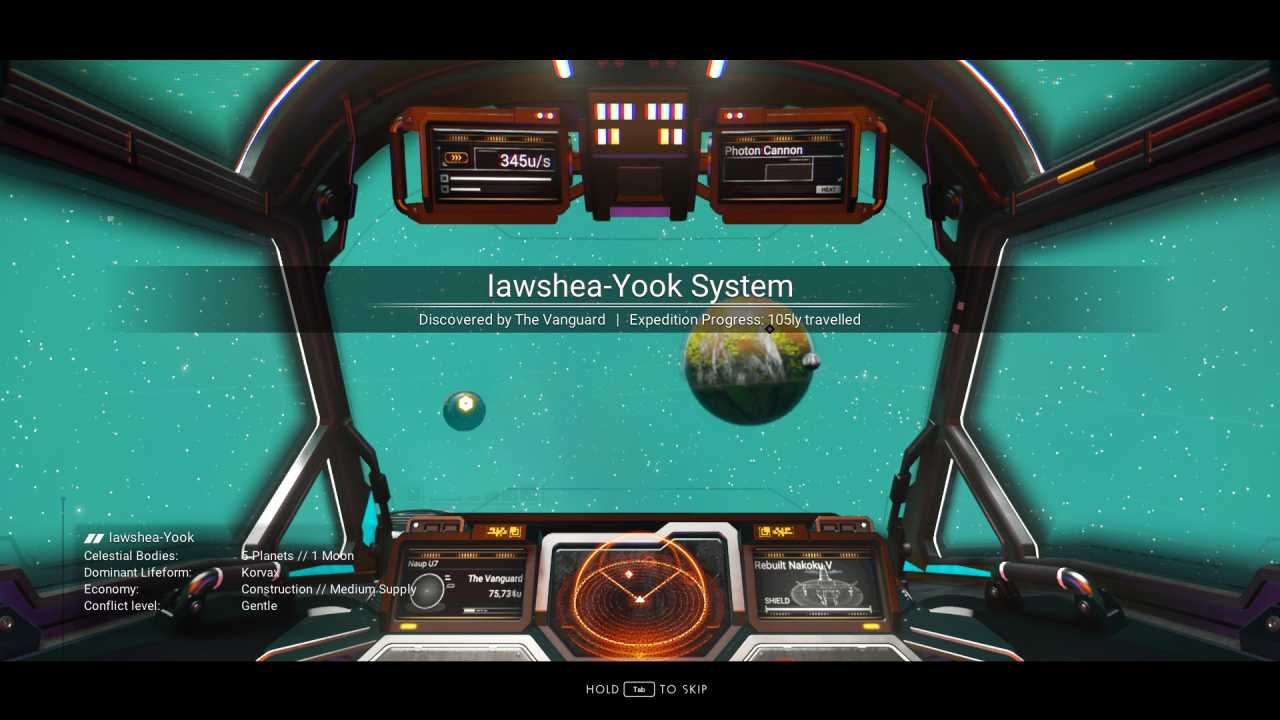 345u/s
Photon Cannon
HEAT
Iawshea-Yook System
Discovered by The Vanguard | Expedition Progress: 105ly travelled
Iawshea-Yook
Celestial Bodies: 5 Planets // 1 Moon
Dominant Lifeform: Korvax
Economy: Construction // Medium Supply
Conflict level: Gentle
Naup U7
The Vanguard
75,734u
Rebuilt Nakoku V
SHIELD
HOLD Tab TO SKIP